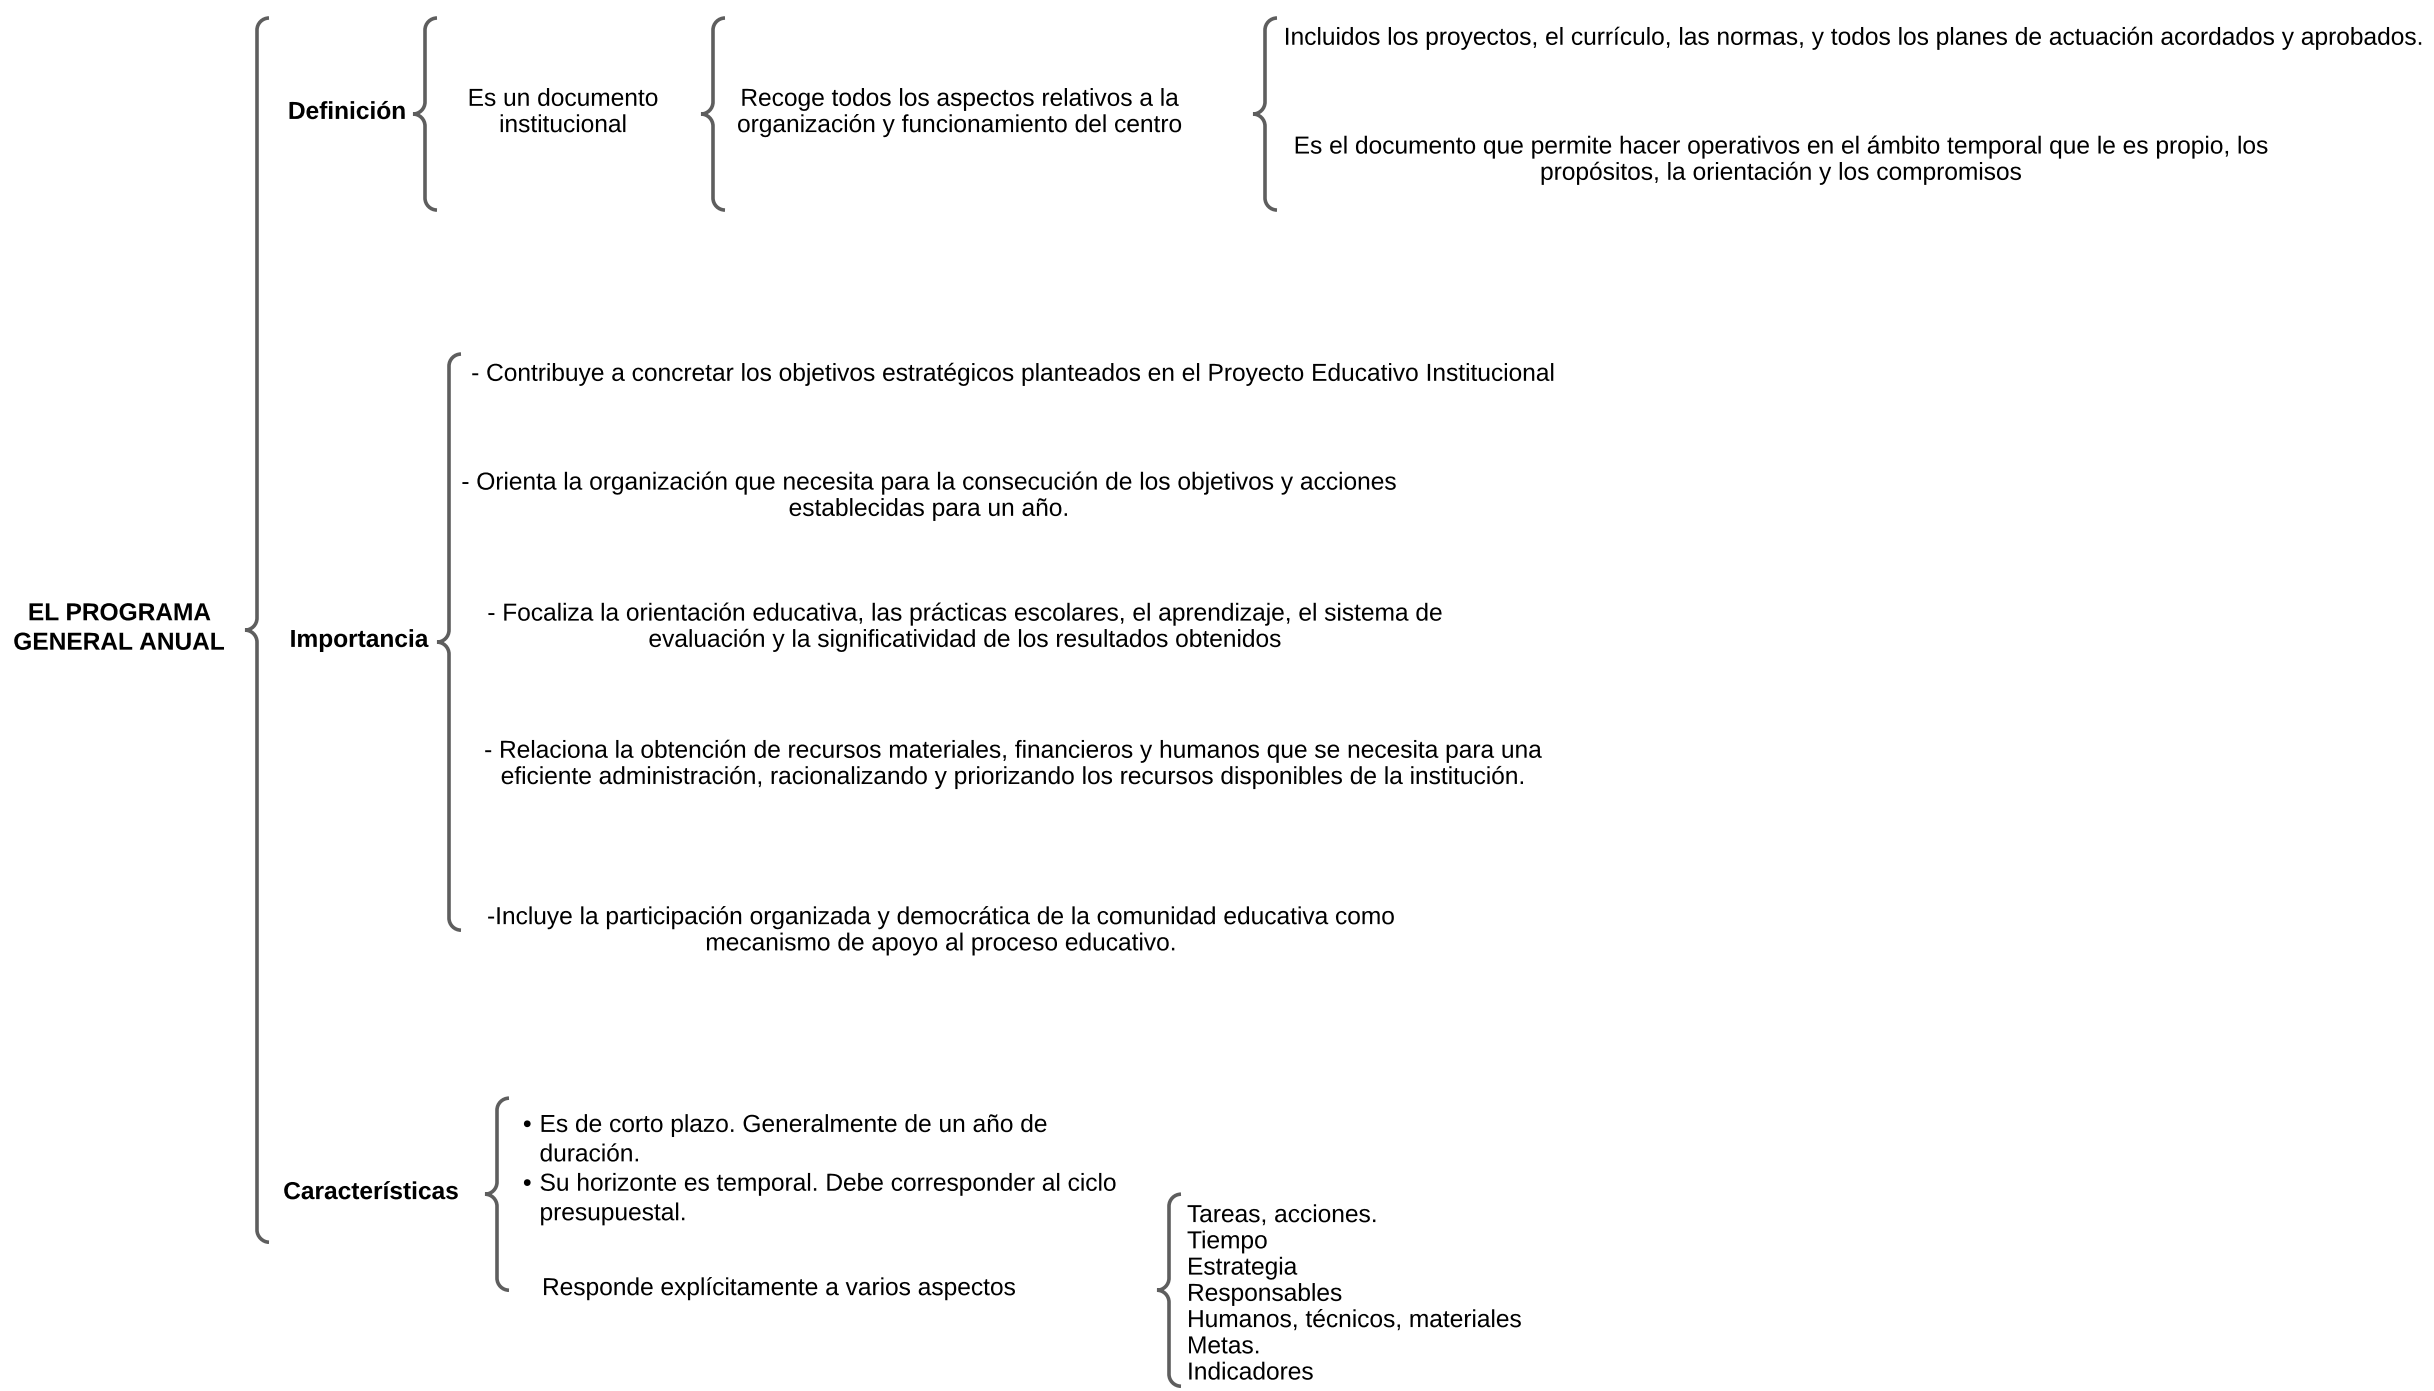 EL PROGRAMA
GENERAL ANUAL
Definición
Es un documento
institucional
Recoge todos los aspectos relativos a la
organización y funcionamiento del centro
Incluidos los proyectos, el currículo, las normas, y todos los planes de actuación acordados y aprobados.
Es el documento que permite hacer operativos en el ámbito temporal que le es propio, los
propósitos, la orientación y los compromisos
Importancia
- Contribuye a concretar los objetivos estratégicos planteados en el Proyecto Educativo Institucional
- Orienta la organización que necesita para la consecución de los objetivos y acciones
establecidas para un año.
- Focaliza la orientación educativa, las prácticas escolares, el aprendizaje, el sistema de
evaluación y la significatividad de los resultados obtenidos
- Relaciona la obtención de recursos materiales, financieros y humanos que se necesita para una
eficiente administración, racionalizando y priorizando los recursos disponibles de la institución.
-Incluye la participación organizada y democrática de la comunidad educativa como
mecanismo de apoyo al proceso educativo.
Características
• Es de corto plazo. Generalmente de un año de
duración.
• Su horizonte es temporal. Debe corresponder al ciclo
presupuestal.
Responde explícitamente a varios aspectos
Tareas, acciones.
Tiempo
Estrategia
Responsables
Humanos, técnicos, materiales
Metas.
Indicadores